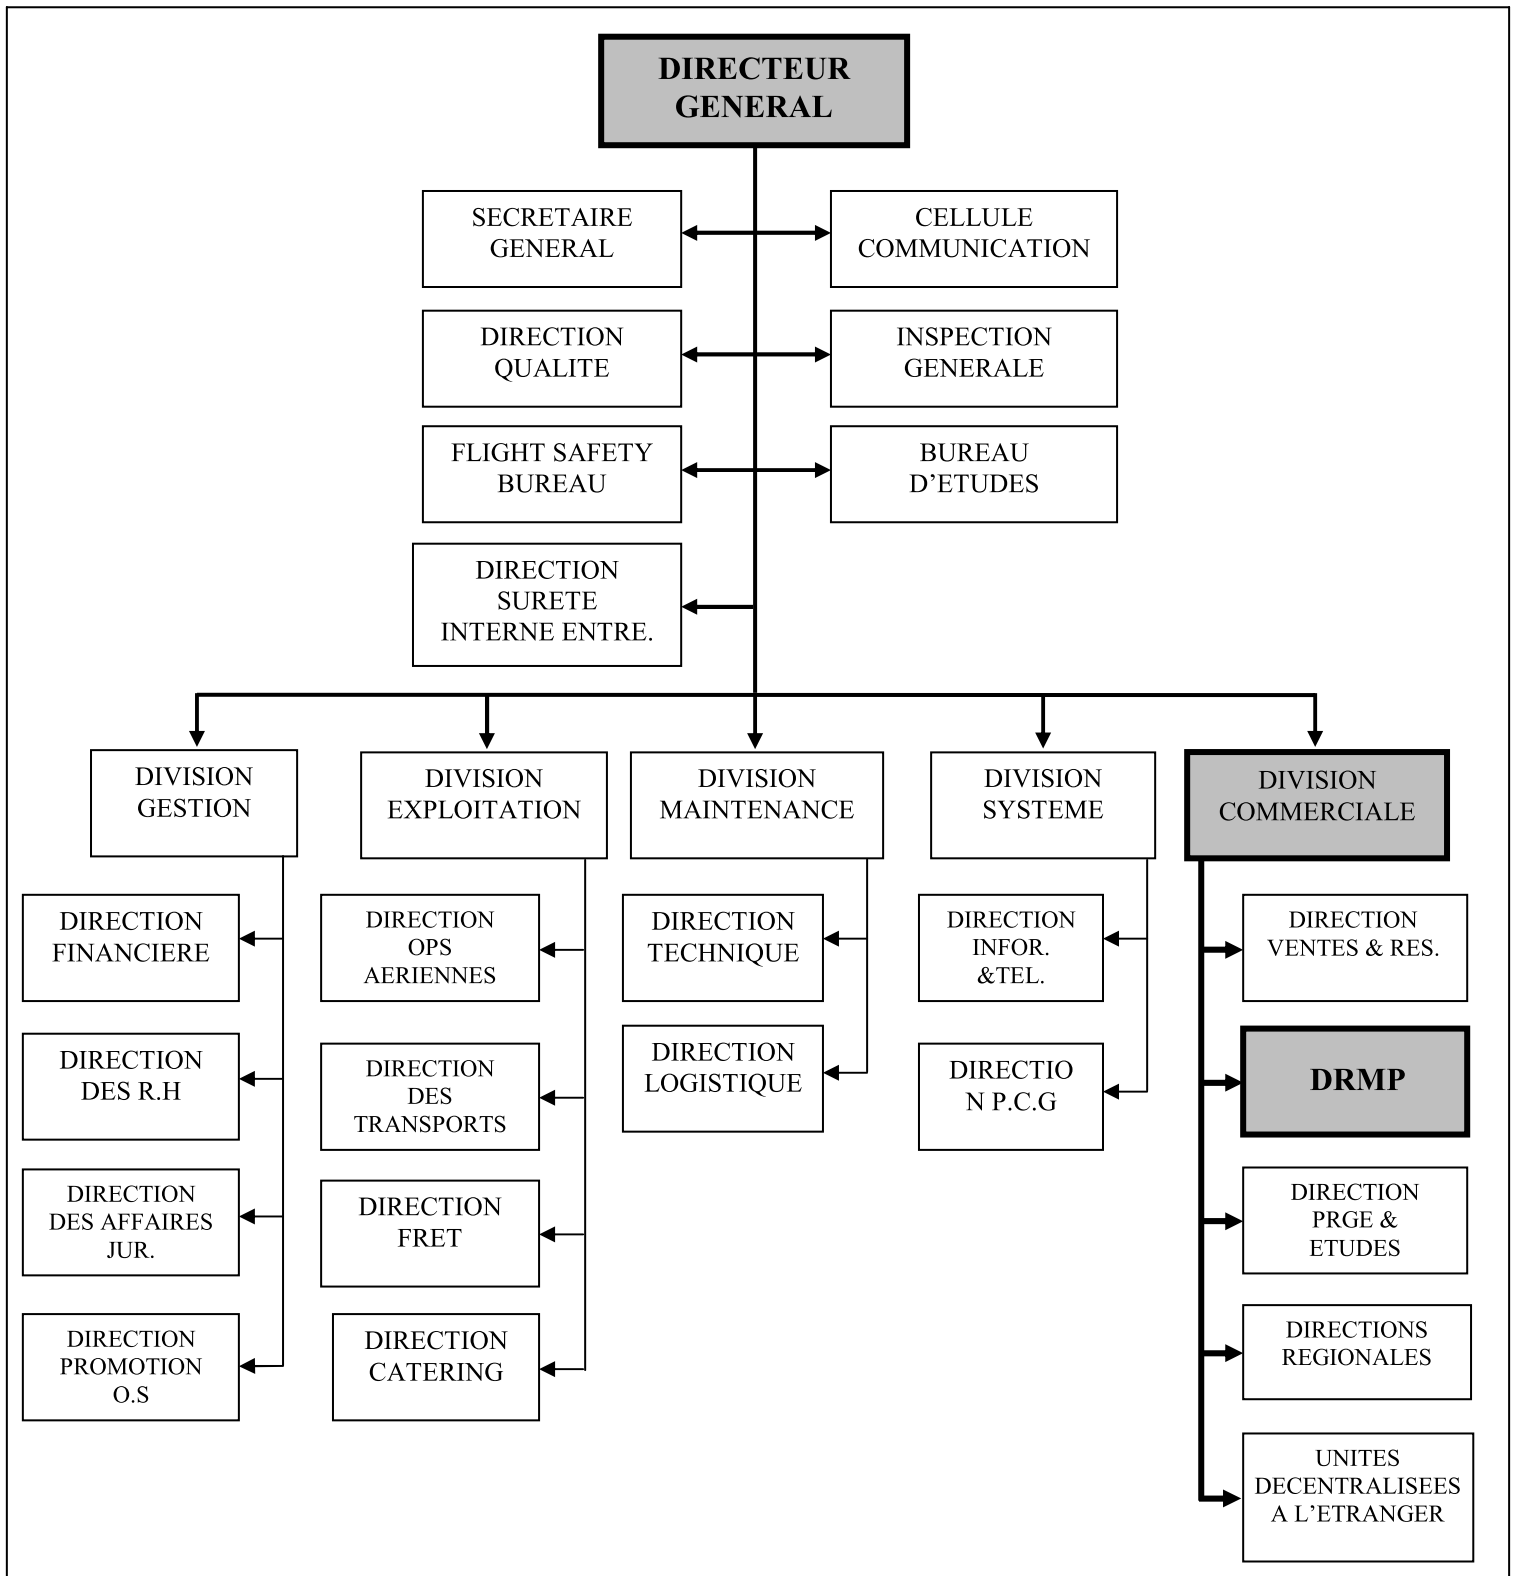 DIRECTEUR
GENERAL
SECRETAIRE
GENERAL
CELLULE
COMMUNICATION
DIRECTION
QUALITE
INSPECTION
GENERALE
FLIGHT SAFETY
BUREAU
BUREAU
D’ETUDES
DIRECTION
SURETE
INTERNE ENTRE.
DIVISION
GESTION
DIVISION
EXPLOITATION
DIVISION
MAINTENANCE
DIVISION
SYSTEME
DIVISION
COMMERCIALE
DIRECTION
FINANCIERE
DIRECTION
DES R.H
DIRECTION
DES AFFAIRES
JUR.
DIRECTION
PROMOTION
O.S
DIRECTION
OPS
AERIENNES
DIRECTION
DES
TRANSPORTS
DIRECTION
FRET
DIRECTION
CATERING
DIRECTION
TECHNIQUE
DIRECTION
LOGISTIQUE
DIRECTION
INFOR.
&TEL.
DIRECTIO
N P.C.G
DIRECTION
VENTES & RES.
DRMP
DIRECTION
PRGE &
ETUDES
DIRECTIONS
REGIONALES
UNITES
DECENTRALISEES
A L’ETRANGER